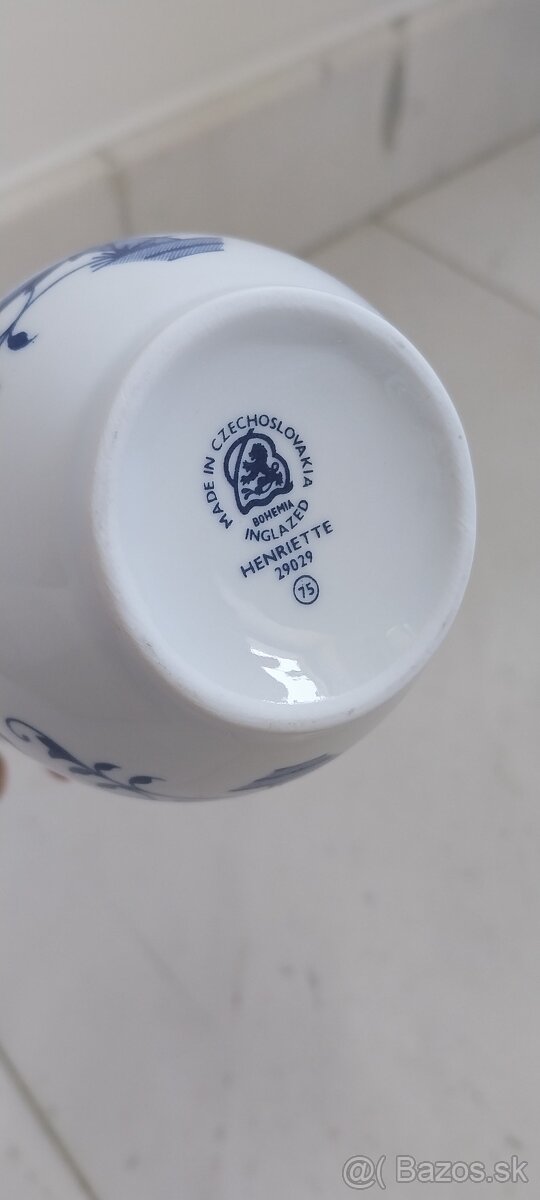 MADE IN CZECHOSLOVAKIA
BOHEMIA
INGLAZED
HENRIETTE
29029
75
@( Bazos.sk